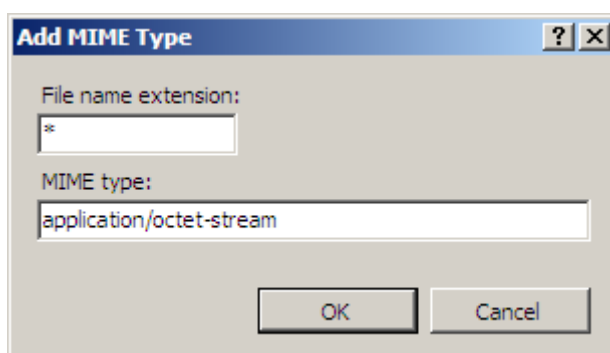 Add MIME Type
File name extension:
*
MIME type:
application/octet-stream
OK Cancel